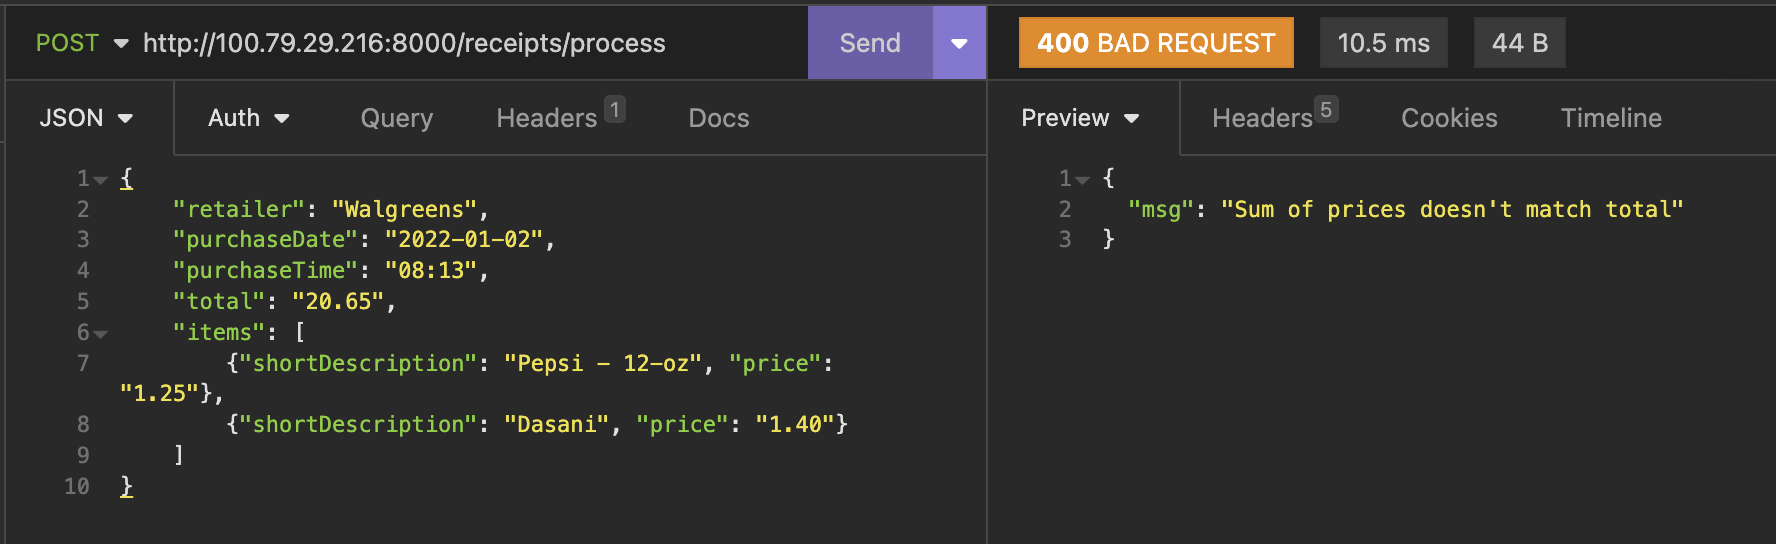 POST http://100.79.29.216:8000/receipts/process Send 400 BAD REQUEST 10.5 ms 44 B
JSON Auth Query Headers 1 Docs
Preview Headers 5 Cookies Timeline
1 {
2 "retailer": "Walgreens",
3 "purchaseDate": "2022-01-02",
4 "purchaseTime": "08:13",
5 "total": "20.65",
6 "items": [
7 {"shortDescription": "Pepsi - 12-oz", "price":
"1.25"},
8 {"shortDescription": "Dasani", "price": "1.40"}
9 ]
10 }
1 {
2 "msg": "Sum of prices doesn't match total"
3 }